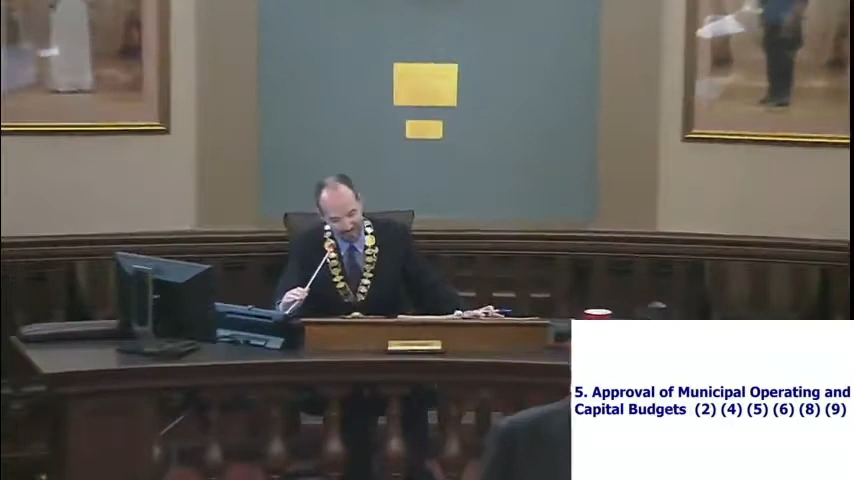 5. Approval of Municipal Operating and
Capital Budgets (2) (4) (5) (6) (8) (9)